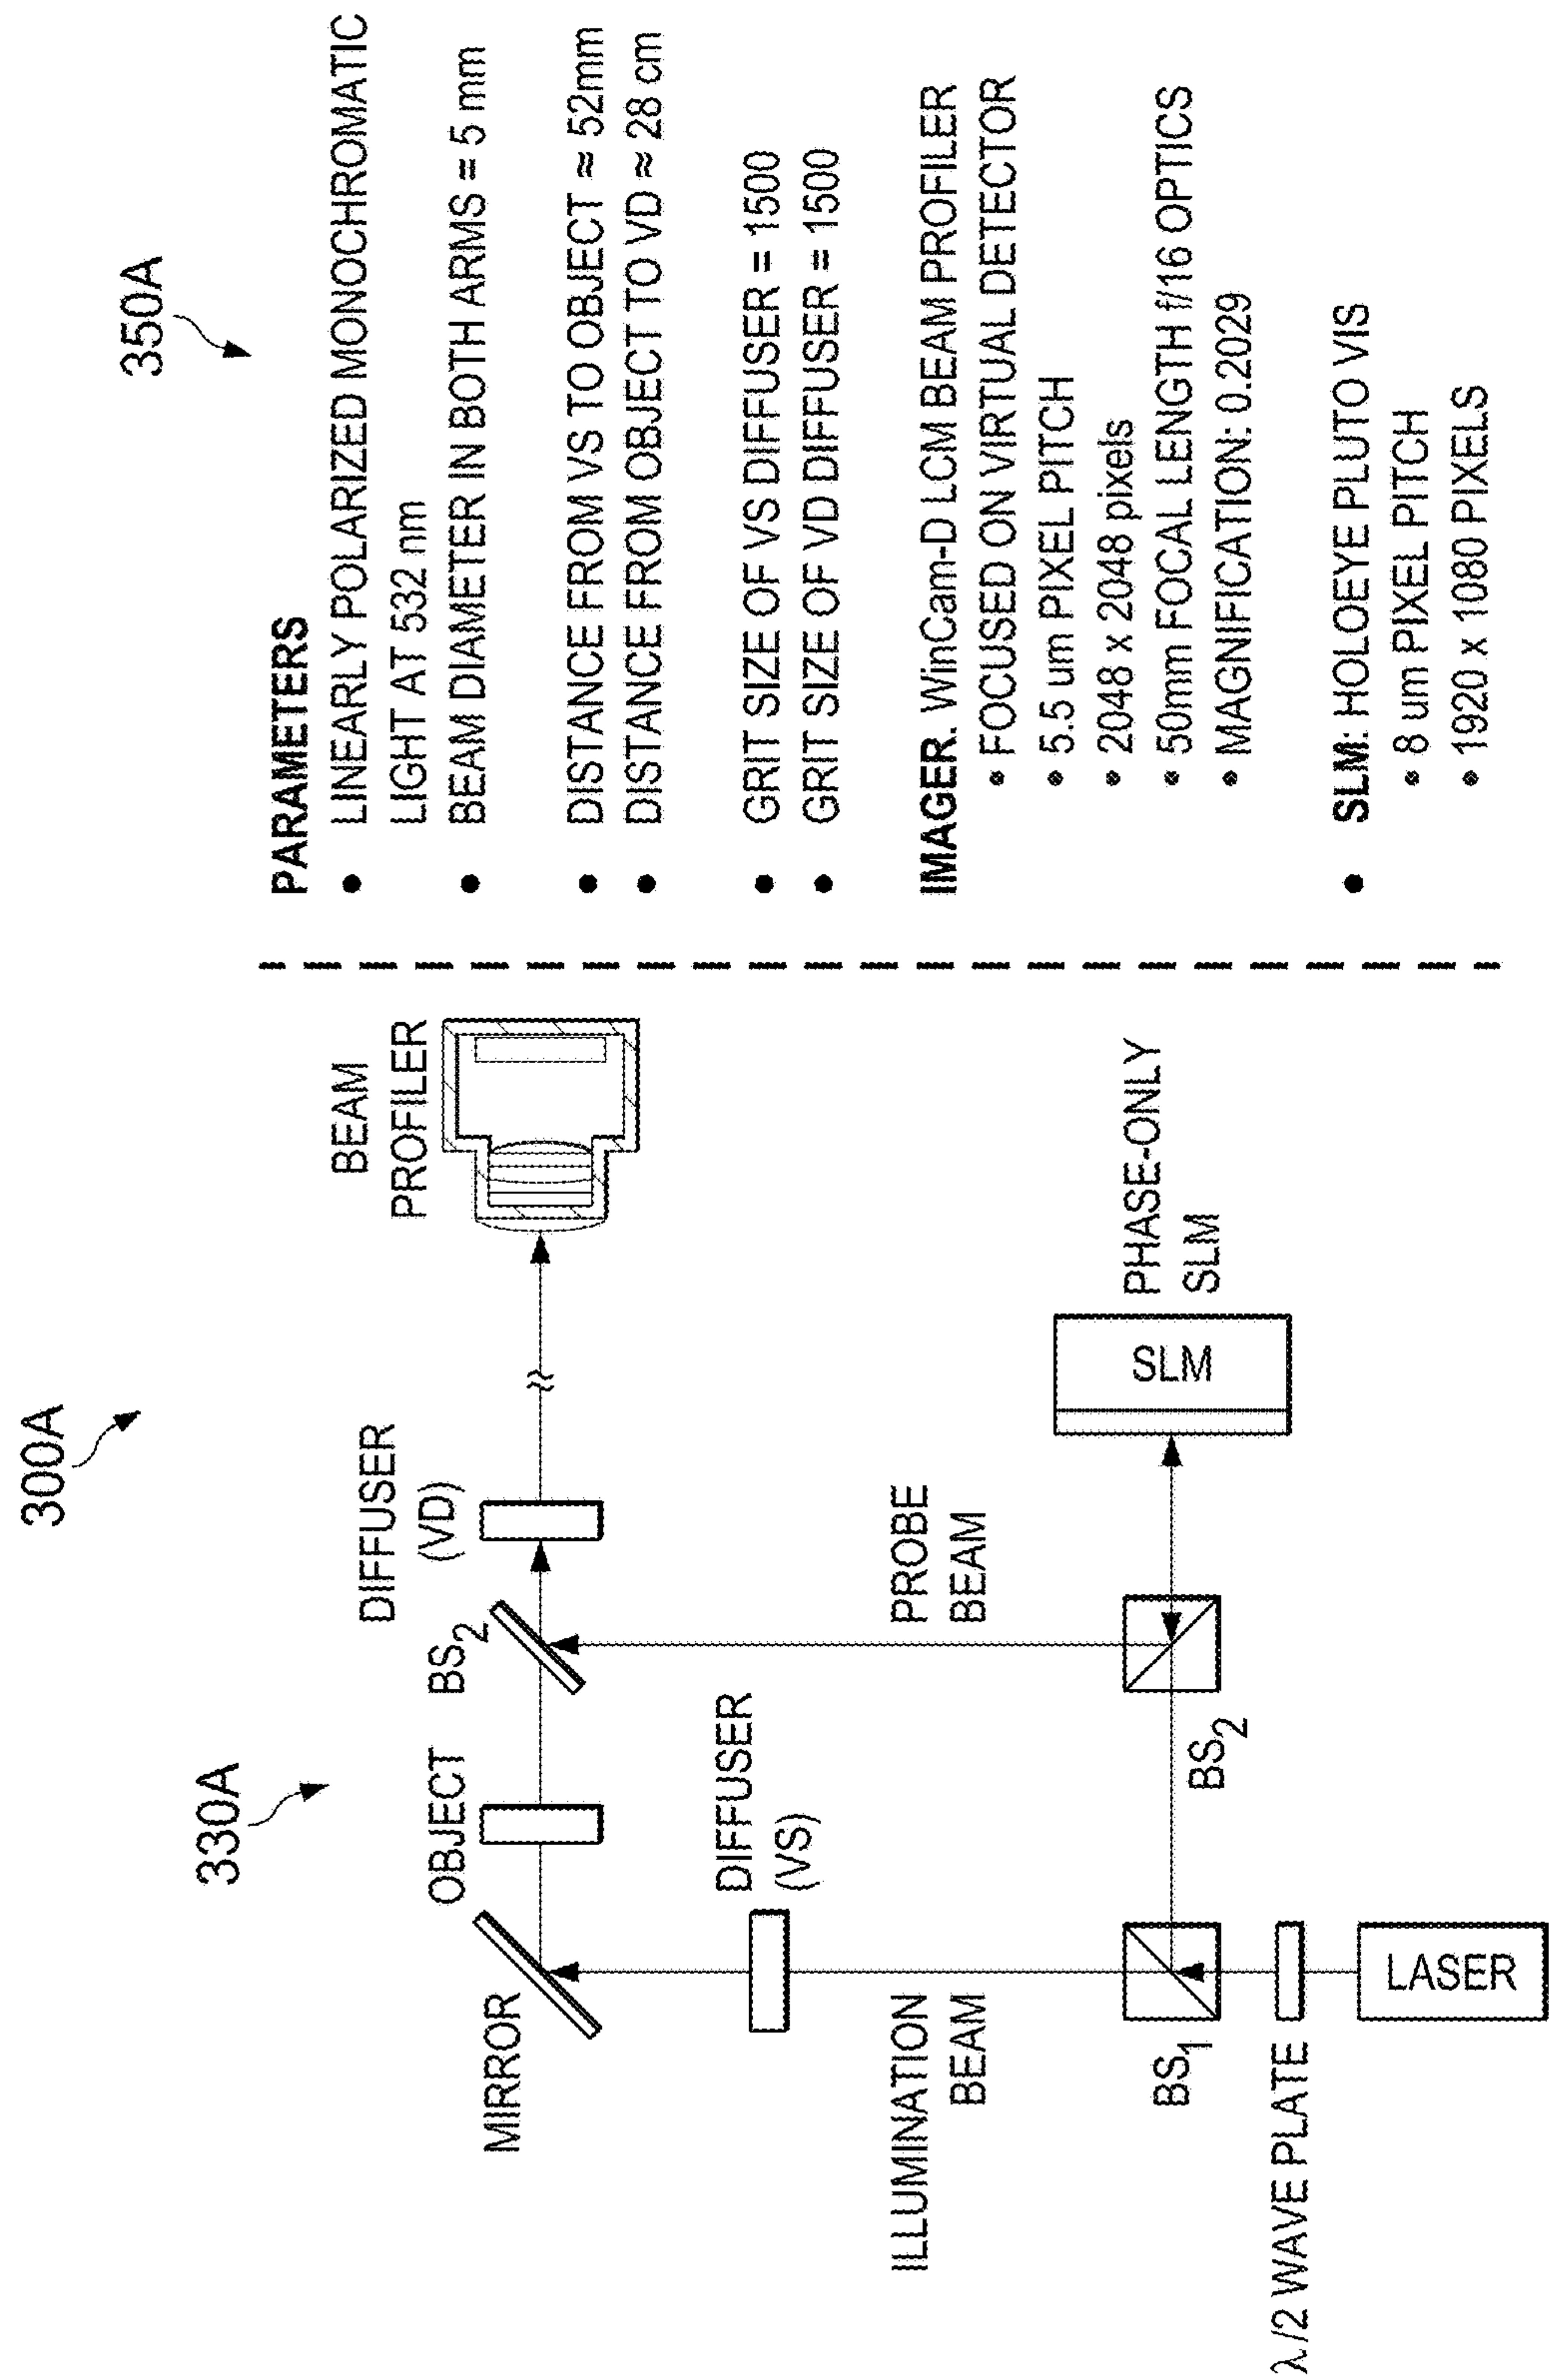 300A
330A
MIRROR
OBJECT
BS2
DIFFUSER
(VD)
BEAM
PROFILER
DIFFUSER
(VS)
ILLUMINATION
BEAM
PROBE
BEAM
BS1
BS2
PHASE-ONLY
SLM
SLM
λ/2 WAVE PLATE
LASER
350A
PARAMETERS
• LINEARLY POLARIZED MONOCHROMATIC
LIGHT AT 532 nm
• BEAM DIAMETER IN BOTH ARMS = 5 mm
• DISTANCE FROM VS TO OBJECT ≈ 52mm
• DISTANCE FROM OBJECT TO VD ≈ 28 cm
• GRIT SIZE OF VS DIFFUSER = 1500
• GRIT SIZE OF VD DIFFUSER = 1500
IMAGER. WinCam-D LCM BEAM PROFILER
• FOCUSED ON VIRTUAL DETECTOR
• 5.5 um PIXEL PITCH
• 2048 x 2048 pixels
• 50mm FOCAL LENGTH f/16 OPTICS
• MAGNIFICATION: 0.2029
• SLM: HOLOEYE PLUTO VIS
• 8 um PIXEL PITCH
• 1920 x 1080 PIXELS